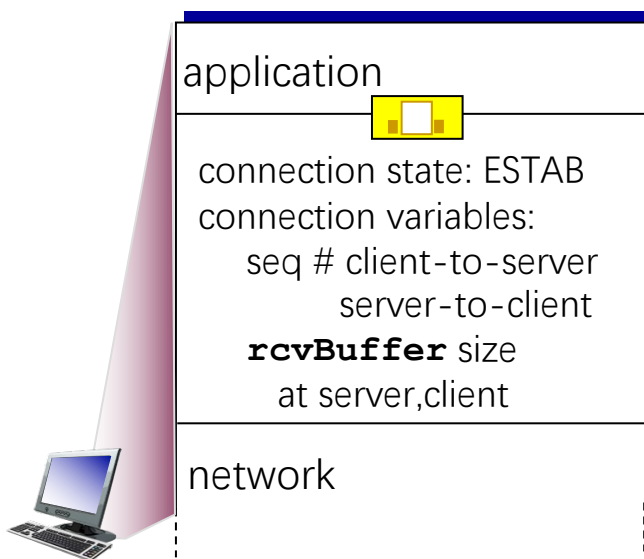 application
connection state: ESTAB
connection variables:
seq # client-to-server
server-to-client
rcvBuffer size
at server,client
network